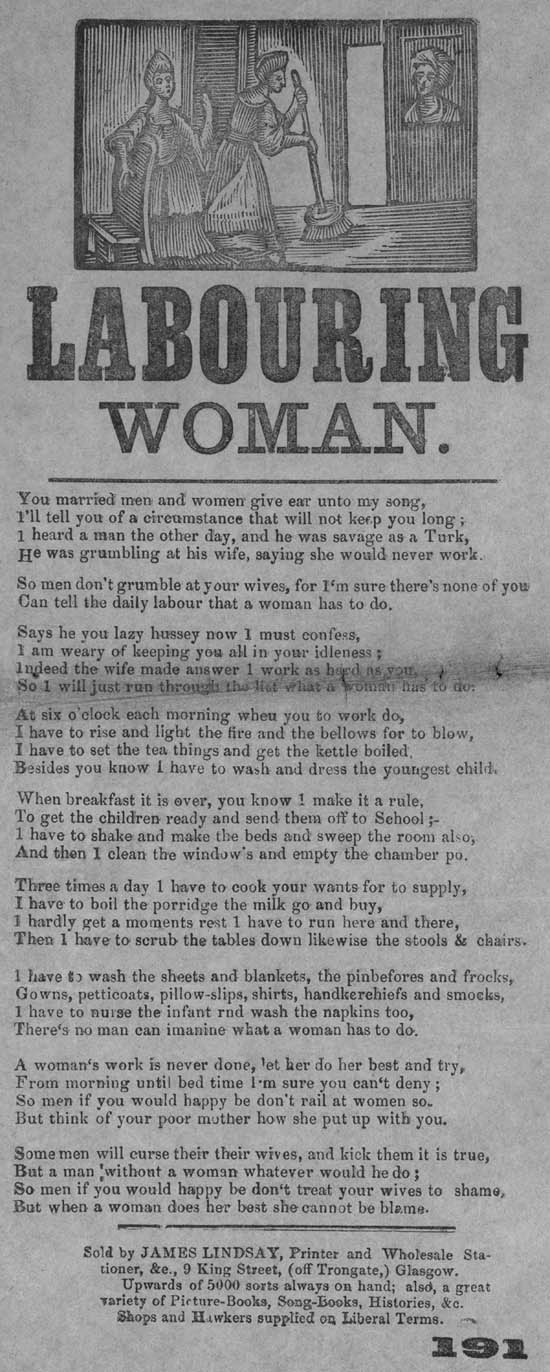 LABOURING
WOMAN.
You married men and women give ear unto my song,
I'll tell you of a circumstance that will not keep you long ;
1 heard a man the other day, and he was savage as a Turk,
He was grumbling at his wife, saying she would never work.
So men don't grumble at your wives, for I'm sure there's none of you
Can tell the daily labour that a woman has to do.
Says he you lazy hussey now 1 must confess,
I am weary of keeping you all in your idleness ;
Indeed the wife made answer 1 work as hard as you,
So 1 will just run through the list what a woman has to do:
At six o'clock each morning wheu you to work do,
I have to rise and light the fire and the bellows for to blow,
I have to set the tea things and get the kettle boiled,
Besides you know 1 have to wash and dress the youngest child.
When breakfast it is over, you know 1 make it a rule,
To get the children ready and send them off to School ;-
1 have to shake and make the beds and sweep the room also,
And then 1 clean the window's and empty the chamber po.
Three times a day 1 have to cook your wants for to supply,
I have to boil the porridge the milk go and buy,
1 hardly get a moments rest 1 have to run here and there,
Then 1 have to scrub the tables down likewise the stools & chairs.
1 have to wash the sheets and blankets, the pinbefores and frocks,
Gowns, petticoats, pillow-slips, shirts, handkerchiefs and smocks,
1 have to nurse the infant rnd wash the napkins too,
There's no man can imanine what a woman has to do.
A woman's work is never done, let her do her best and try,
From morning until bed time I'm sure you can't deny ;
So men if you would happy be don't rail at women so.
But think of your poor mother how she put up with you.
Some men will curse their their wives, and kick them it is true,
But a man without a woman whatever would he do ;
So men if you would happy be don't treat your wives to shame,
But when a woman does her best she cannot be blame.
Sold by JAMES LINDSAY, Printer and Wholesale Sta-
tioner, &e., 9 King Street, (off Trongate,) Glasgow.
Upwards of 5000 sorts always on hand; also, a great
variety of Picture-Books, Song-Books, Histories, &c.
Shops and Hawkers supplied on Liberal Terms.
191